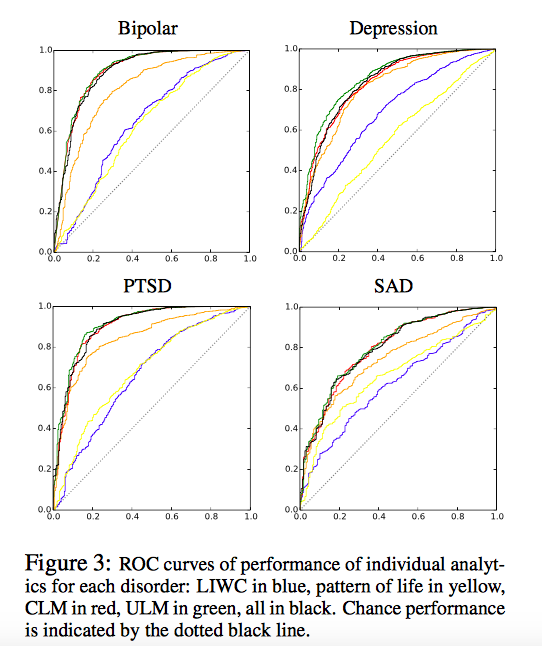 Bipolar
Depression
1.0
0.8
0.6
0.4
0.2
0.0
0.0 0.2 0.4 0.6 0.8 1.0
1.0
0.8
0.6
0.4
0.2
0.0
0.0 0.2 0.4 0.6 0.8 1.0
PTSD
SAD
1.0
0.8
0.6
0.4
0.2
0.0
0.0 0.2 0.4 0.6 0.8 1.0
1.0
0.8
0.6
0.4
0.2
0.0
0.0 0.2 0.4 0.6 0.8 1.0
Figure 3: ROC curves of performance of individual analyt-
ics for each disorder: LIWC in blue, pattern of life in yellow,
CLM in red, ULM in green, all in black. Chance performance
is indicated by the dotted black line.